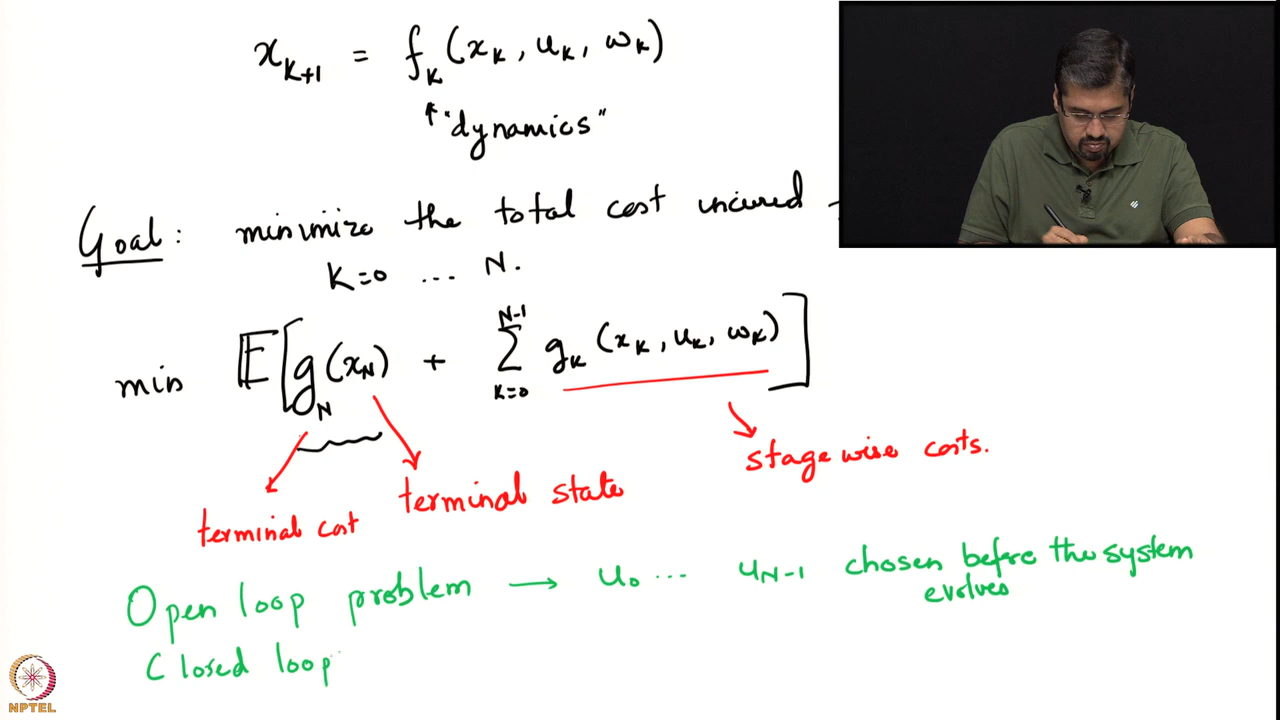 x_{k+1} = f_k (x_k, u_k, w_k)
↑ "dynamics"
Goal: minimize the total cost incured
k=0 ... N.
min E[g_N(x_N) + \sum_{k=0}^{N-1} g_k (x_k, u_k, w_k)]
stage wise costs.
terminal state
terminal cost
Open loop problem → u_0 ... u_{N-1} chosen before the system
evolves
Closed loop
NPTEL